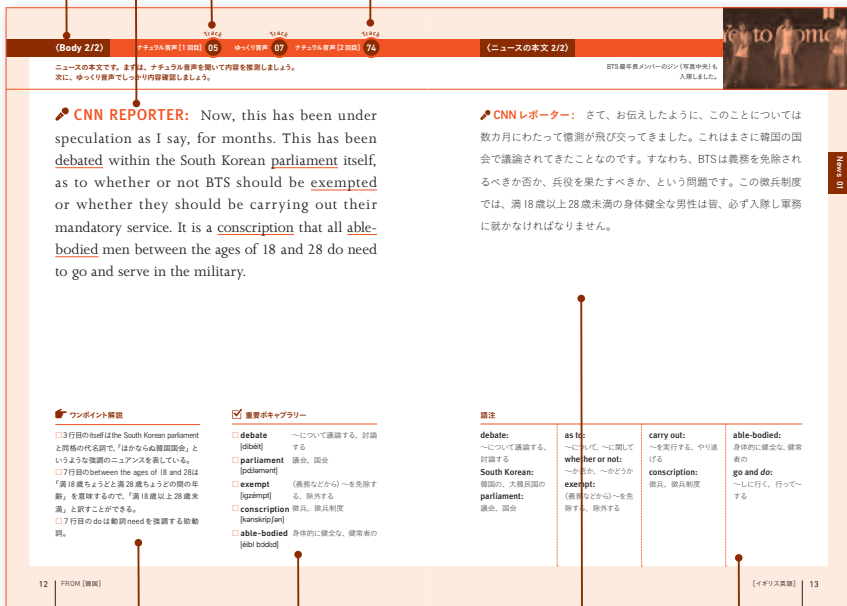 〈Body 2/2〉
Track Track Track
ナチュラル音声 [1回目] 05 ゆっくり音声 07 ナチュラル音声 [2回目] 74
ニュースの本文です。まずは、ナチュラル音声を聞いて内容を推測しましょう。
次に、ゆっくり音声でしっかり内容確認しましょう。
CNN REPORTER: Now, this has been under
speculation as I say, for months. This has been
debated within the South Korean parliament itself,
as to whether or not BTS should be exempted
or whether they should be carrying out their
mandatory service. It is a conscription that all able-
bodied men between the ages of 18 and 28 do need
to go and serve in the military.
ワンポイント解説
□3行目のitselfはthe South Korean parliament
と同格の代名詞で、「ほかならぬ韓国国会」と
いうような強調のニュアンスを表している。
□7行目のbetween the ages of 18 and 28は
「満18歳ちょうどと満28歳ちょうどの間の年
齢」を意味するので、「満18歳以上28歳未
満」と訳すことができる。
□7行目のdoは動詞needを強調する助動
詞。
重要ボキャブラリー
□ debate ～について議論する、討論
[dibéit] する
□ parliament 議会、国会
[pɑ́ːləmənt]
□ exempt (義務などから)～を免除す
[igzémpt] る、除外する
□ conscription 徴兵、徴兵制度
[kənskrípʃən]
□ able-bodied 身体的に健全な、健常者の
[éibl bɑ́did]
12 FROM [韓国]
〈ニュースの本文 2/2〉
BTS最年長メンバーのジン(写真中央)も
入隊しました。
Yet to Come
News 01
CNN レポーター: さて、お伝えしたように、このことについては
数カ月にわたって憶測が飛び交ってきました。これはまさに韓国の国
会で議論されてきたことなのです。すなわち、BTSは義務を免除され
るべきか否か、兵役を果たすべきか、という問題です。この徴兵制度
では、満18歳以上28歳未満の身体健全な男性は皆、必ず入隊し軍務
に就かなければなりません。
語注
debate:
～について議論する、
討論する
South Korean:
韓国の、大韓民国の
parliament:
議会、国会
as to:
～について、～に関して
whether or not:
～か否か、～かどうか
exempt:
(義務などから)～を免
除する、除外する
carry out:
～を実行する、やり遂
げる
conscription:
徴兵、徴兵制度
able-bodied:
身体的に健全な、健常
者の
go and do:
～しに行く、行って～
する
[イギリス英語] 13